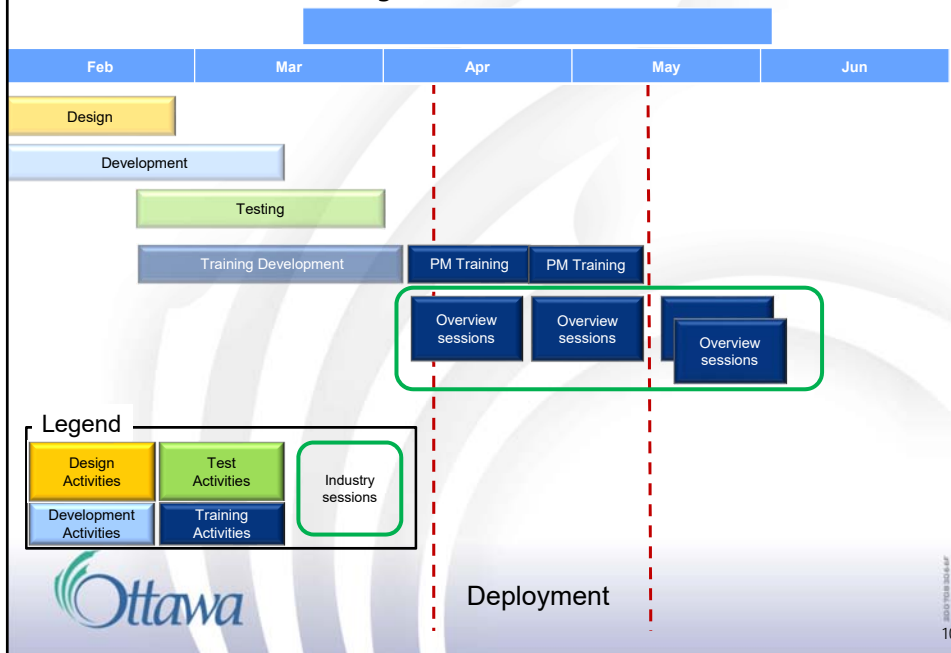 Feb Mar Apr May Jun
Design
Development
Testing
Training Development
PM Training
PM Training
Overview
sessions
Overview
sessions
Overview
sessions
Legend
Design
Activities
Test
Activities
Industry
sessions
Development
Activities
Training
Activities
Ottawa
Deployment